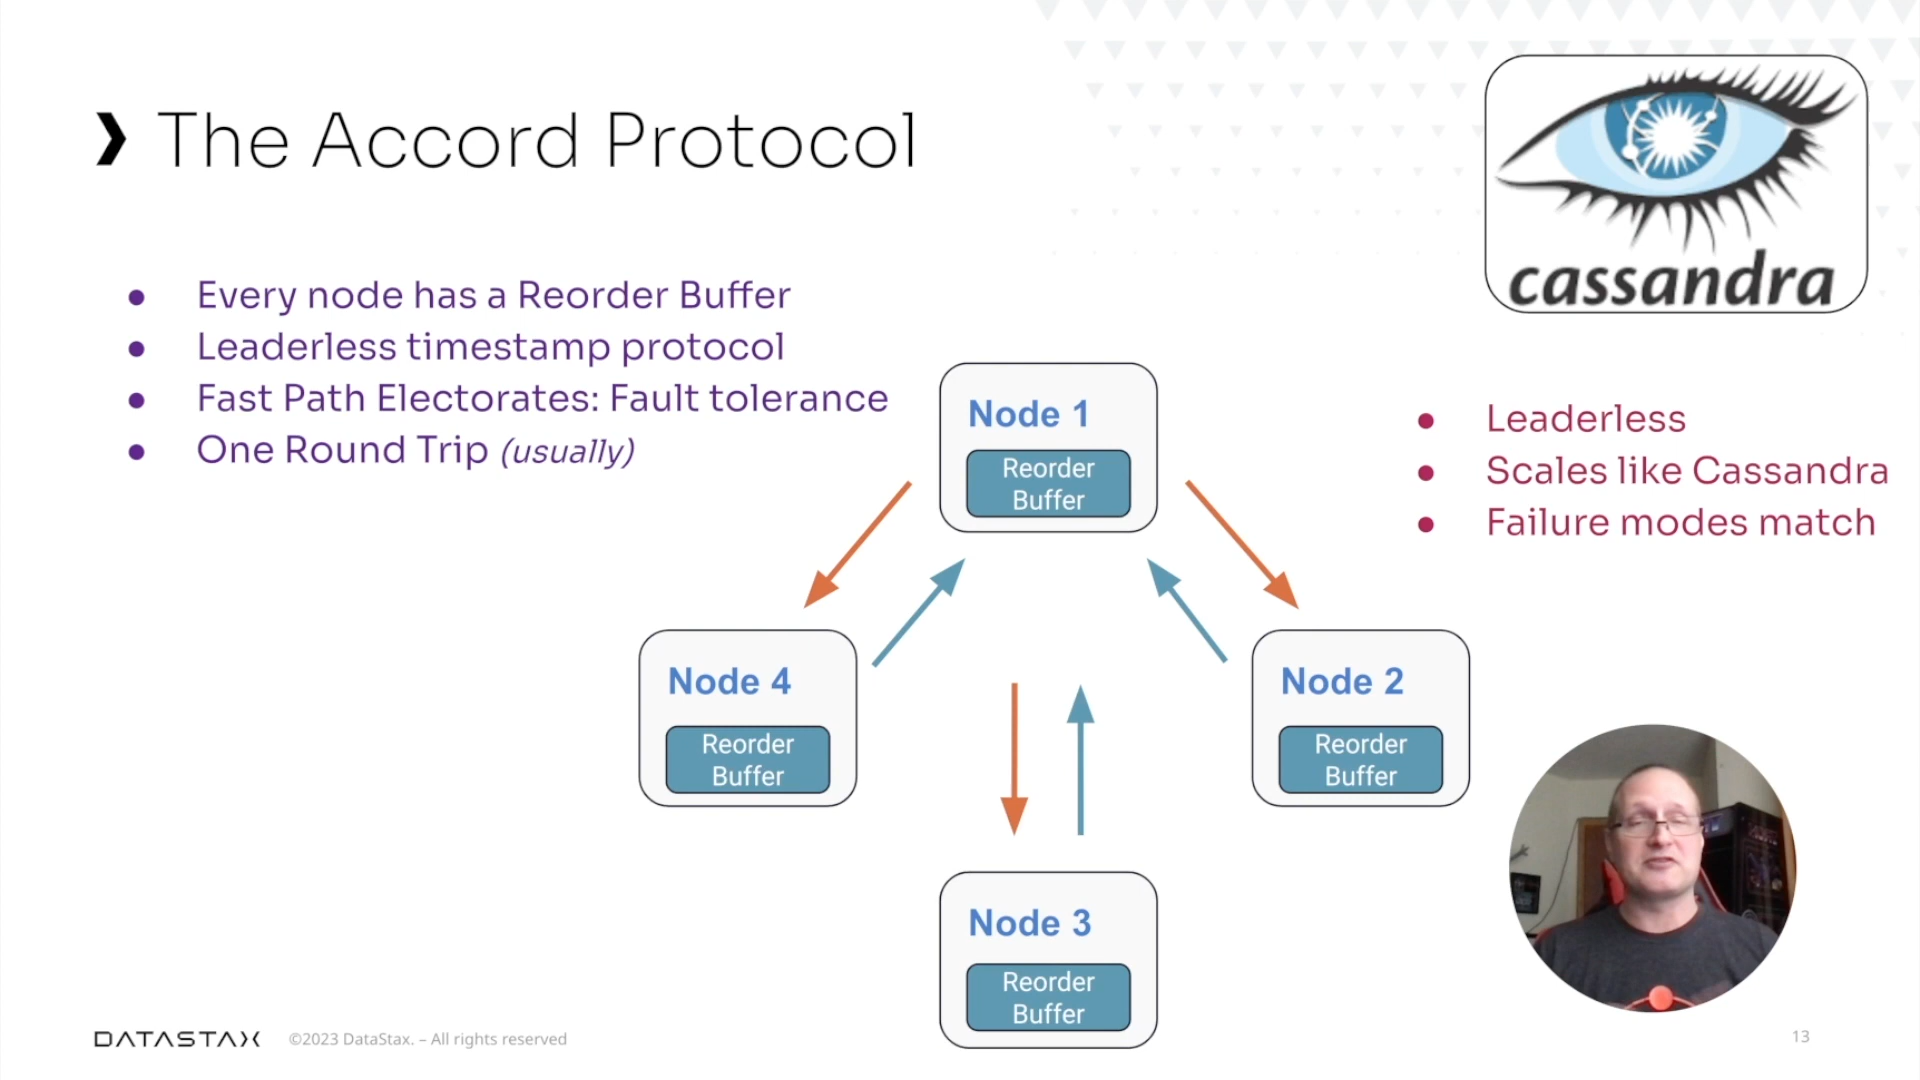 The Accord Protocol
cassandra
Every node has a Reorder Buffer
Leaderless timestamp protocol
Fast Path Electorates: Fault tolerance
One Round Trip (usually)
Leaderless
Scales like Cassandra
Failure modes match
Node 1
Reorder
Buffer
Node 4
Reorder
Buffer
Node 2
Reorder
Buffer
Node 3
Reorder
Buffer
DATASTAX
©2023 DataStax. – All rights reserved
13